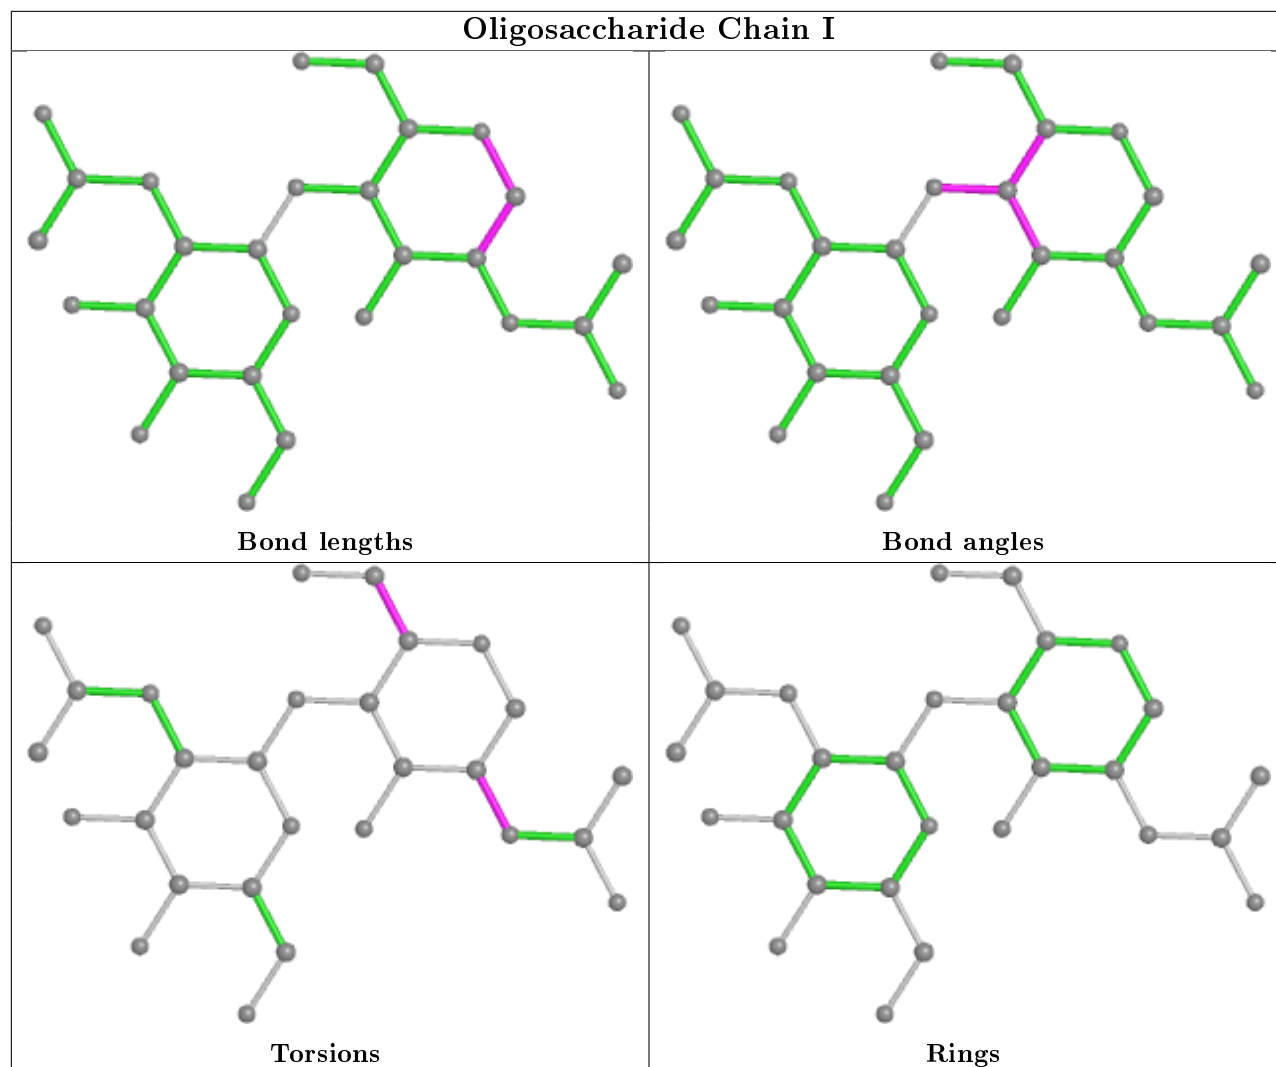 Oligosaccharide Chain I
Bond lengths
Bond angles
Torsions
Rings